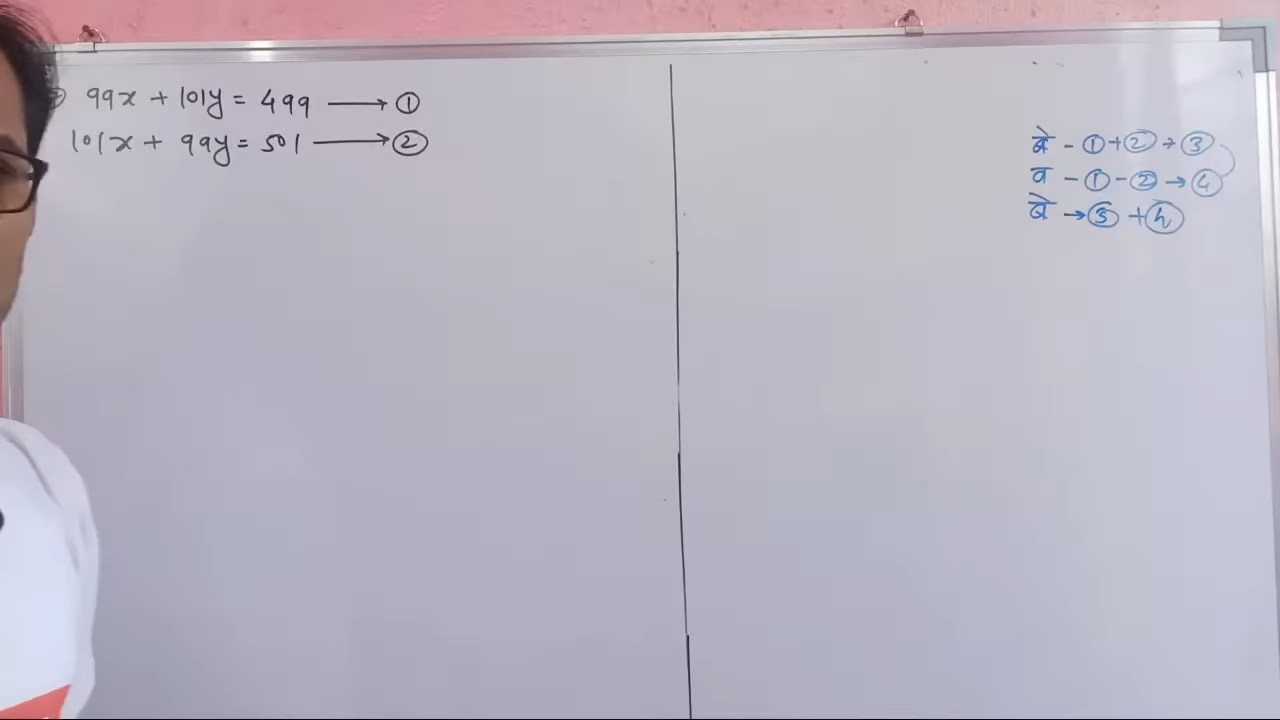 99x + 101y = 499 ⟶ ①
101x + 99y = 501 ⟶ ②
बे - ① + ② → ③
व - ① - ② → ④
बे → ③ + ④